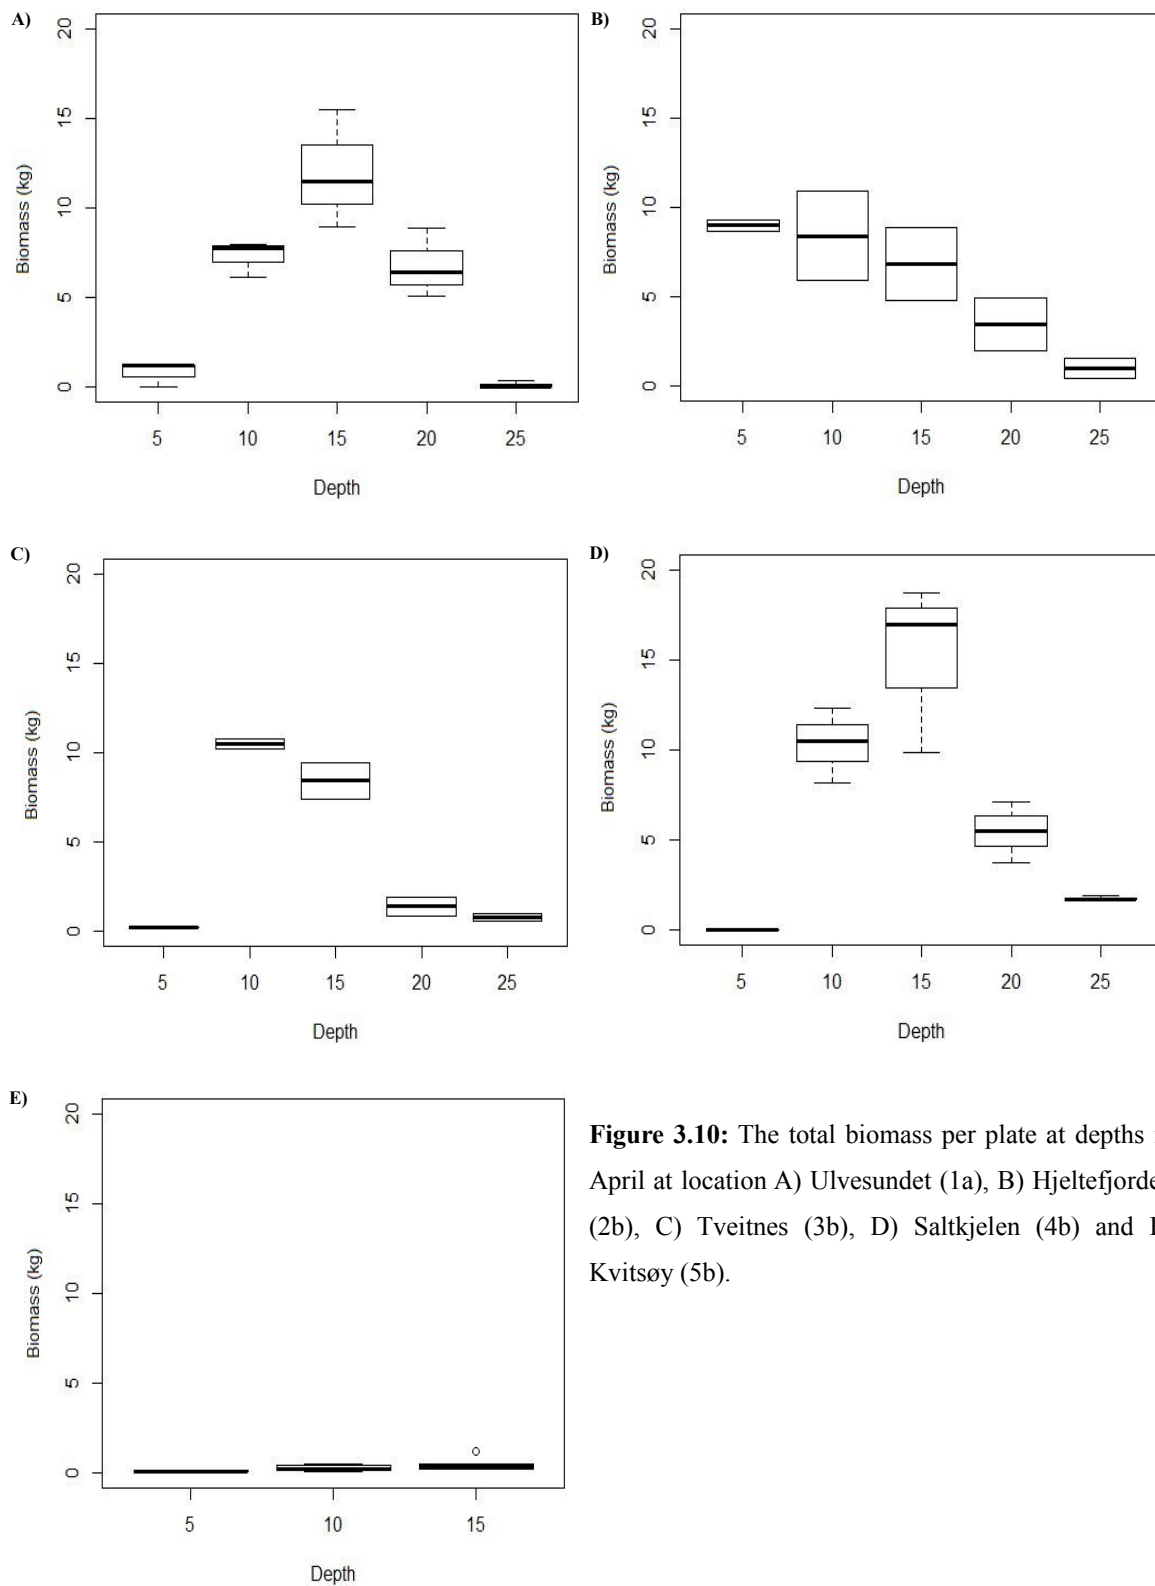 A)
20
15
10
5
0
Biomass (kg)
5 10 15 20 25
Depth
B)
20
15
10
5
0
Biomass (kg)
5 10 15 20 25
Depth
C)
20
15
10
5
0
Biomass (kg)
5 10 15 20 25
Depth
D)
20
15
10
5
0
Biomass (kg)
5 10 15 20 25
Depth
E)
20
15
10
5
0
Biomass (kg)
5 10 15
Depth
Figure 3.10: The total biomass per plate at depths
April at location A) Ulvesundet (1a), B) Hjeltefjorde
(2b), C) Tveitnes (3b), D) Saltkjelen (4b) and
Kvitsøy (5b).